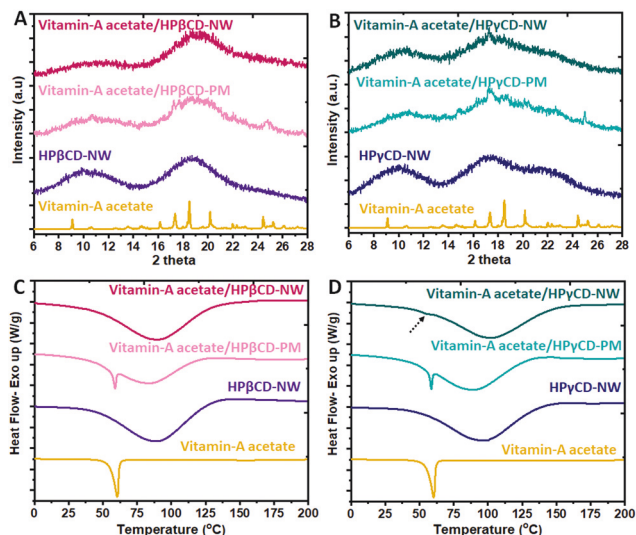 A
Vitamin-A acetate/HPβCD-NW
Vitamin-A acetate/HPβCD-PM
HPβCD-NW
Vitamin-A acetate
Intensity (a.u)
6 8 10 12 14 16 18 20 22 24 26 28
2 theta
B
Vitamin-A acetate/HPγCD-NW
Vitamin-A acetate/HPγCD-PM
HPγCD-NW
Vitamin-A acetate
Intensity (a.u)
6 8 10 12 14 16 18 20 22 24 26 28
2 theta
C
Vitamin-A acetate/HPβCD-NW
Vitamin-A acetate/HPβCD-PM
HPβCD-NW
Vitamin-A acetate
Heat Flow- Exo up (W/g)
0 25 50 75 100 125 150 175 200
Temperature (°C)
D
Vitamin-A acetate/HPγCD-NW
Vitamin-A acetate/HPγCD-PM
HPγCD-NW
Vitamin-A acetate
Heat Flow- Exo up (W/g)
0 25 50 75 100 125 150 175 200
Temperature (°C)